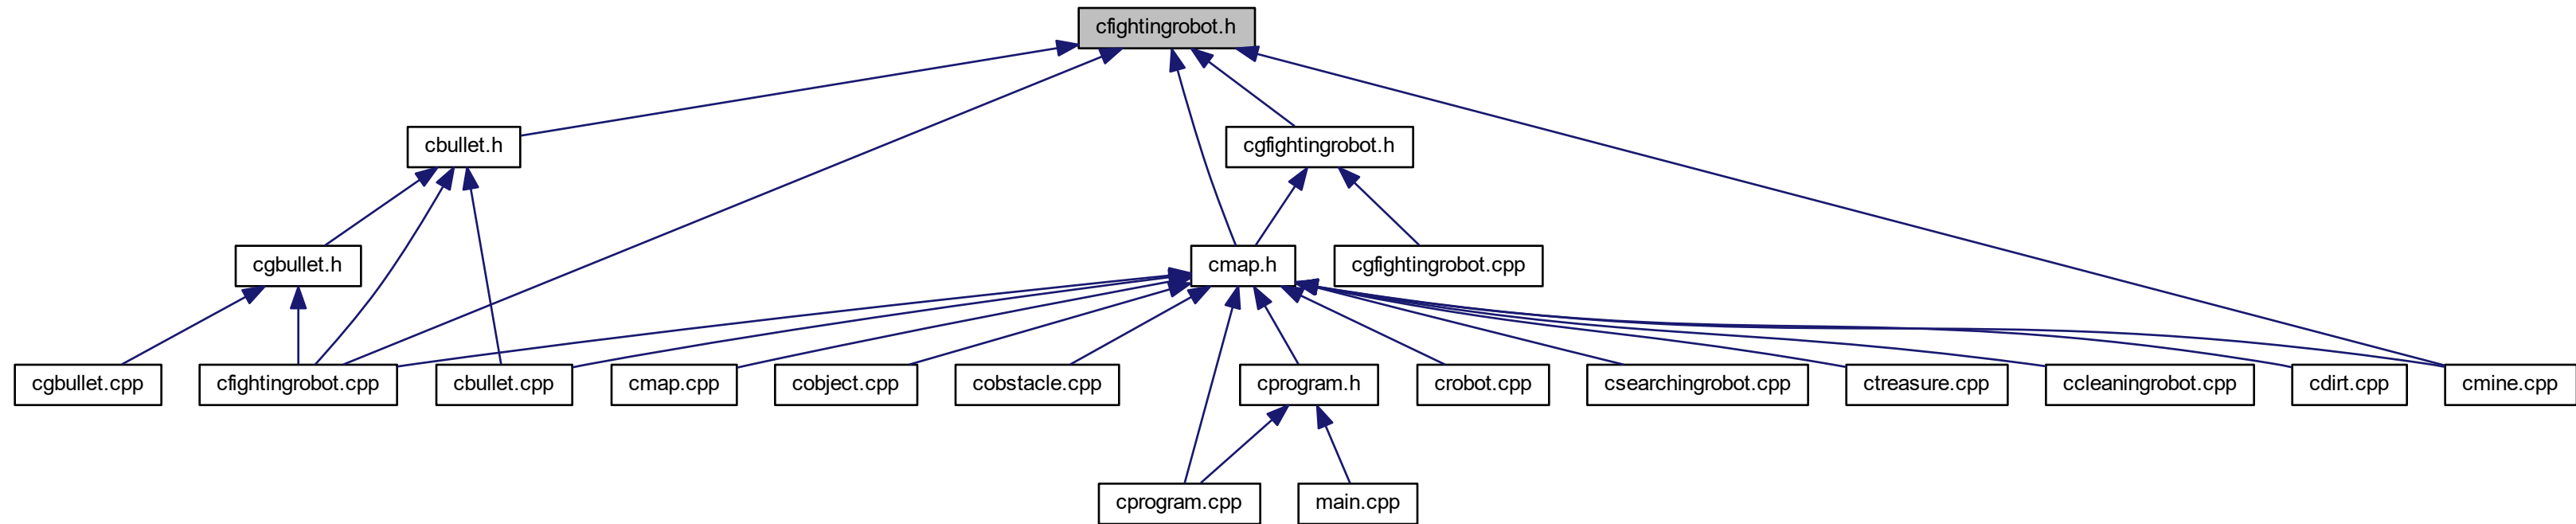 cfightingrobot.h
cbullet.h
cgfightingrobot.h
cgbullet.h
cmap.h
cgfightingrobot.cpp
cgbullet.cpp
cfightingrobot.cpp
cbullet.cpp
cmap.cpp
cobject.cpp
cobstacle.cpp
cprogram.h
crobot.cpp
csearchingrobot.cpp
ctreasure.cpp
ccleaningrobot.cpp
cdirt.cpp
cmine.cpp
cprogram.cpp
main.cpp